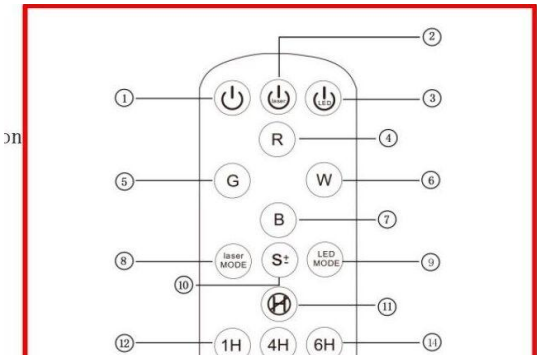 ②
① laser LED ③
R ④
on
⑤ G W ⑥
B ⑦
⑧ laser MODE S± LED MODE ⑨
⑩
H ⑪
⑫ 1H 4H 6H ⑭